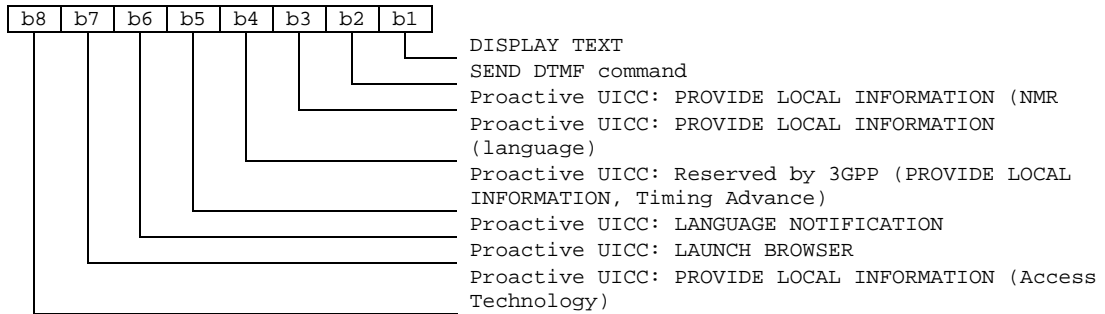 b8 b7 b6 b5 b4 b3 b2 b1
DISPLAY TEXT
SEND DTMF command
Proactive UICC: PROVIDE LOCAL INFORMATION (NMR
Proactive UICC: PROVIDE LOCAL INFORMATION
(language)
Proactive UICC: Reserved by 3GPP (PROVIDE LOCAL
INFORMATION, Timing Advance)
Proactive UICC: LANGUAGE NOTIFICATION
Proactive UICC: LAUNCH BROWSER
Proactive UICC: PROVIDE LOCAL INFORMATION (Access
Technology)